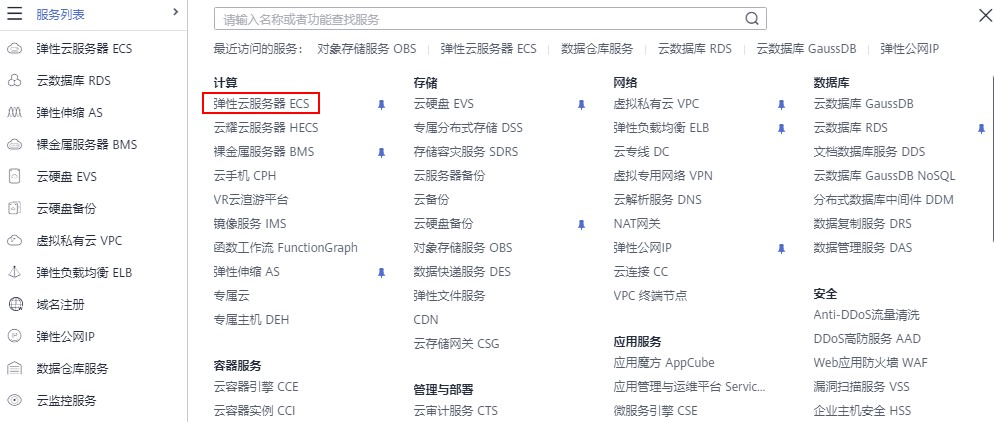 服务列表
弹性云服务器 ECS
云数据库 RDS
弹性伸缩 AS
裸金属服务器 BMS
云硬盘 EVS
云硬盘备份
虚拟私有云 VPC
弹性负载均衡 ELB
域名注册
弹性公网IP
数据仓库服务
云监控服务
请输入名称或者功能查找服务
最近访问的服务： 对象存储服务 OBS 弹性云服务器 ECS 数据仓库服务 云数据库 RDS 云数据库 GaussDB 弹性公网IP
计算
弹性云服务器 ECS
云耀云服务器 HECS
裸金属服务器 BMS
云手机 CPH
VR云渲游平台
镜像服务 IMS
函数工作流 FunctionGraph
弹性伸缩 AS
专属云
专属主机 DEH
容器服务
云容器引擎 CCE
云容器实例 CCI
存储
云硬盘 EVS
专属分布式存储 DSS
存储容灾服务 SDRS
云服务器备份
云备份
云硬盘备份
对象存储服务 OBS
数据快递服务 DES
弹性文件服务
CDN
云存储网关 CSG
管理与部署
云审计服务 CTS
网络
虚拟私有云 VPC
弹性负载均衡 ELB
云专线 DC
虚拟专用网络 VPN
云解析服务 DNS
NAT网关
弹性公网IP
云连接 CC
VPC 终端节点
应用服务
应用魔方 AppCube
应用管理与运维平台 Servic...
微服务引擎 CSE
数据库
云数据库 GaussDB
云数据库 RDS
文档数据库服务 DDS
云数据库 GaussDB NoSQL
分布式数据库中间件 DDM
数据复制服务 DRS
数据管理服务 DAS
安全
Anti-DDoS流量清洗
DDoS高防服务 AAD
Web应用防火墙 WAF
漏洞扫描服务 VSS
企业主机安全 HSS